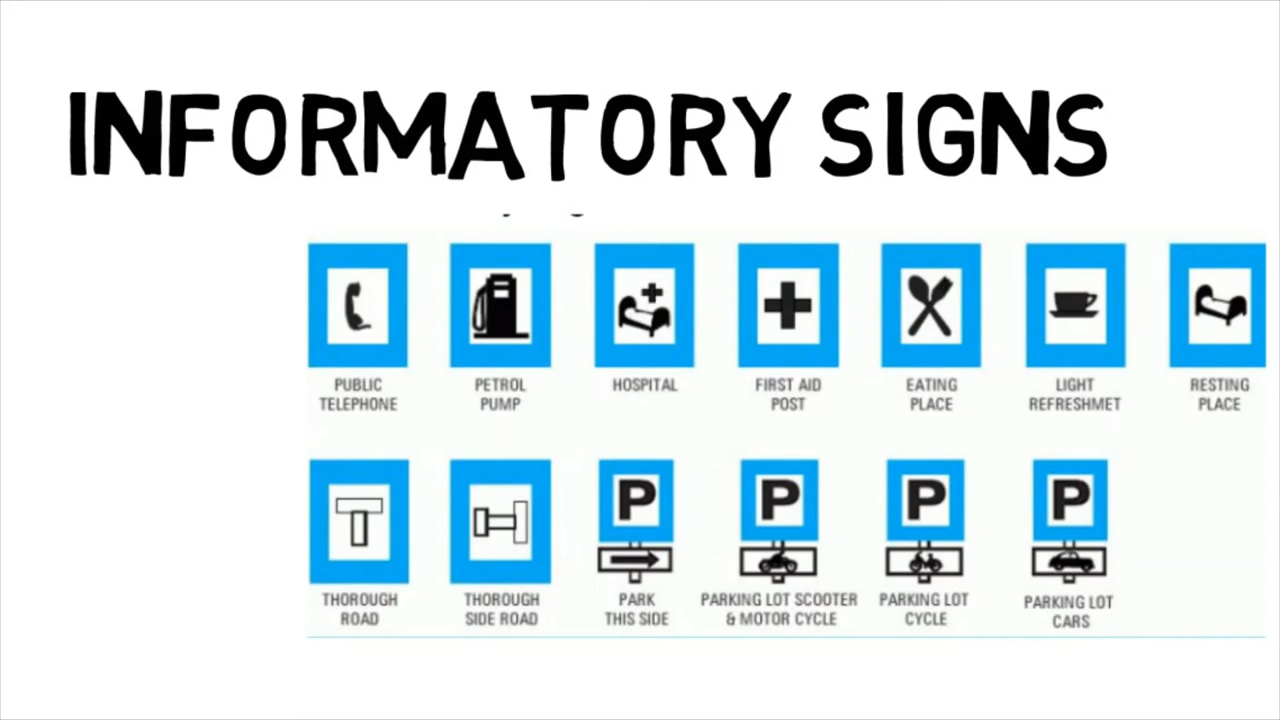 INFORMATORY SIGNS
PUBLIC
TELEPHONE
PETROL
PUMP
HOSPITAL
FIRST AID
POST
EATING
PLACE
LIGHT
REFRESHMET
RESTING
PLACE
P
P
P
P
THOROUGH
ROAD
THOROUGH
SIDE ROAD
PARK
THIS SIDE
PARKING LOT SCOOTER
& MOTOR CYCLE
PARKING LOT
CYCLE
PARKING LOT
CARS